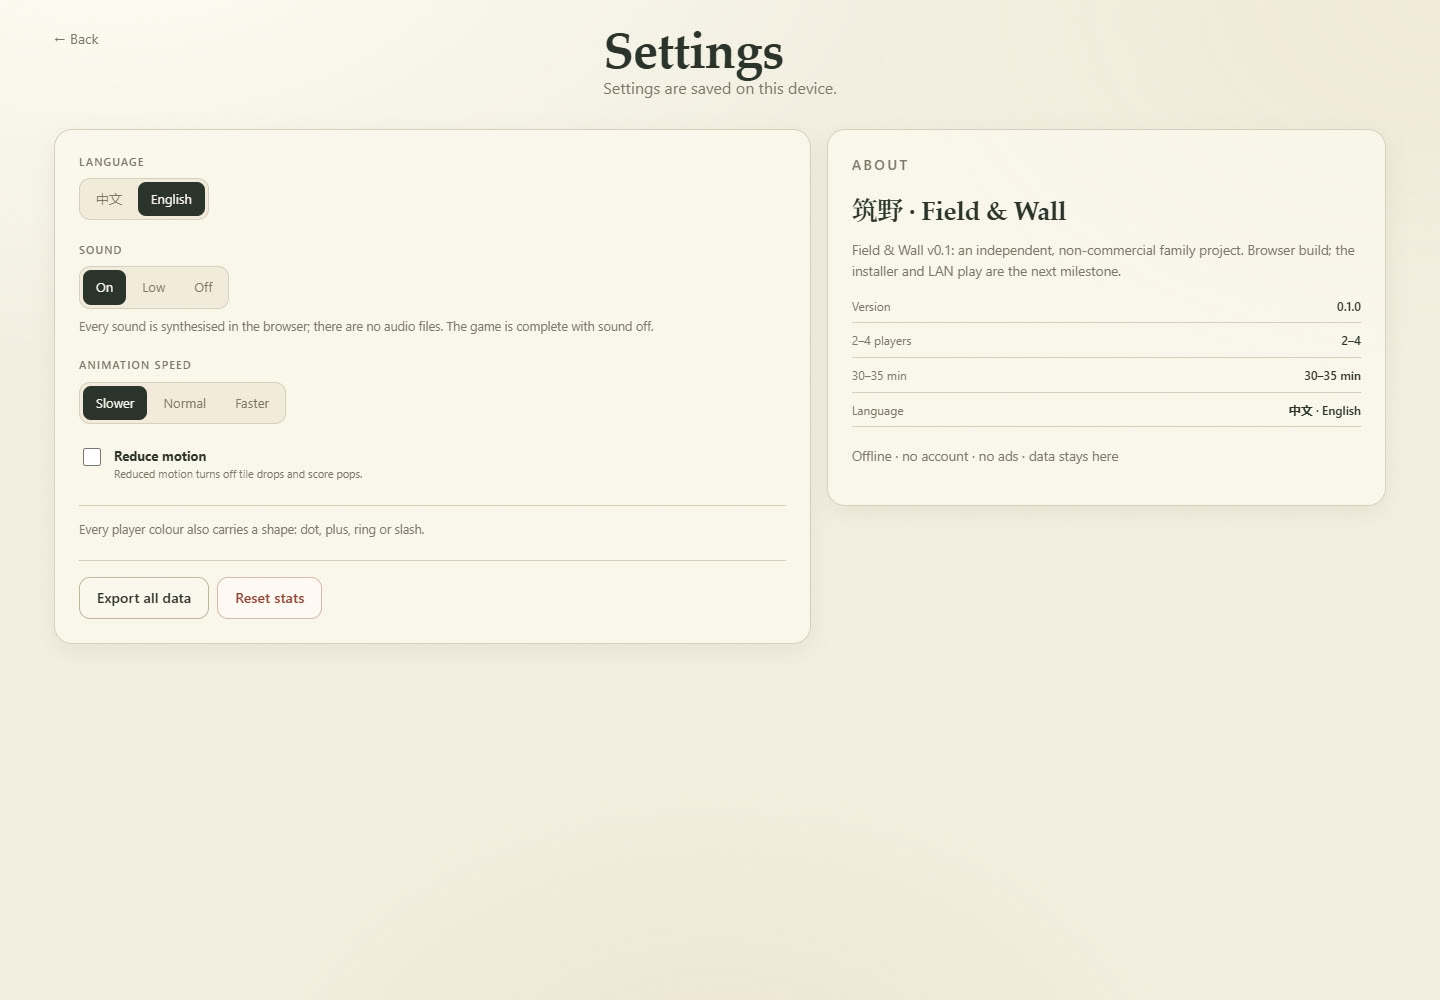 ← Back
Settings
Settings are saved on this device.
LANGUAGE
中文 English
SOUND
On Low Off
Every sound is synthesised in the browser; there are no audio files. The game is complete with sound off.
ANIMATION SPEED
Slower Normal Faster
Reduce motion
Reduced motion turns off tile drops and score pops.
Every player colour also carries a shape: dot, plus, ring or slash.
Export all data Reset stats
ABOUT
筑野 · Field & Wall
Field & Wall v0.1: an independent, non-commercial family project. Browser build; the
installer and LAN play are the next milestone.
Version 0.1.0
2–4 players 2–4
30–35 min 30–35 min
Language 中文 · English
Offline · no account · no ads · data stays here